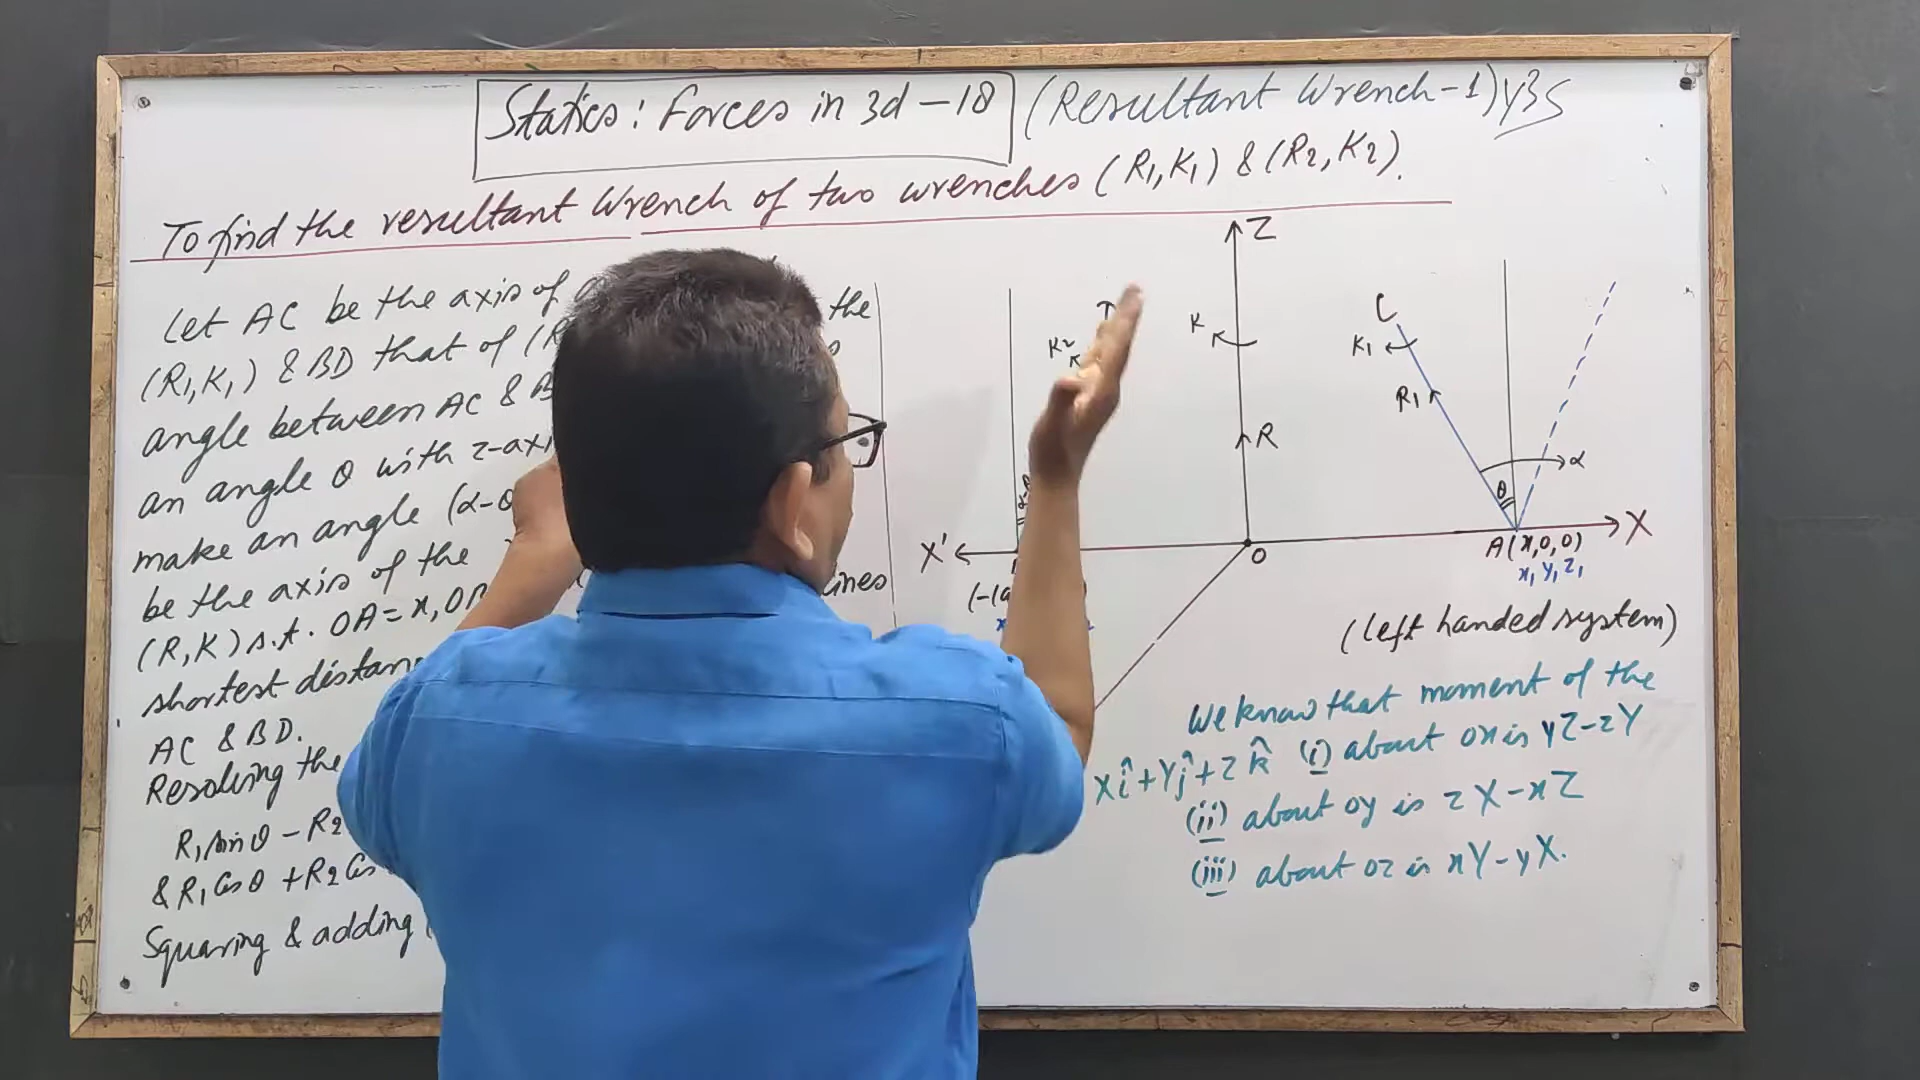 Statics: Forces in 3d-18 (Resultant Wrench-1) Y3S
To find the resultant Wrench of two wrenches (R1,K1) & (R2,K2).
Let AC be the axis of
the
(R1,K1) & BD that of
angle between AC &
an angle θ with z-axi
make an angle (α-θ
be the axis of the
ines
(R,K) s.t. OA = x,
shortest distan
AC & BD.
Resolving the
R1 sin θ - R2
& R1 Cos θ + R2 Cos
Squaring & adding
Z
K2
K
K1
C
R
R1
α
θ
X'
O
A(x,0,0)
X
x1 y1 z1
(left handed system)
We know that moment of the
Xî+Yĵ+Zk̂ (i) about ox is yZ-zY
(ii) about oy is zX-xZ
(iii) about oz is xY-yX.